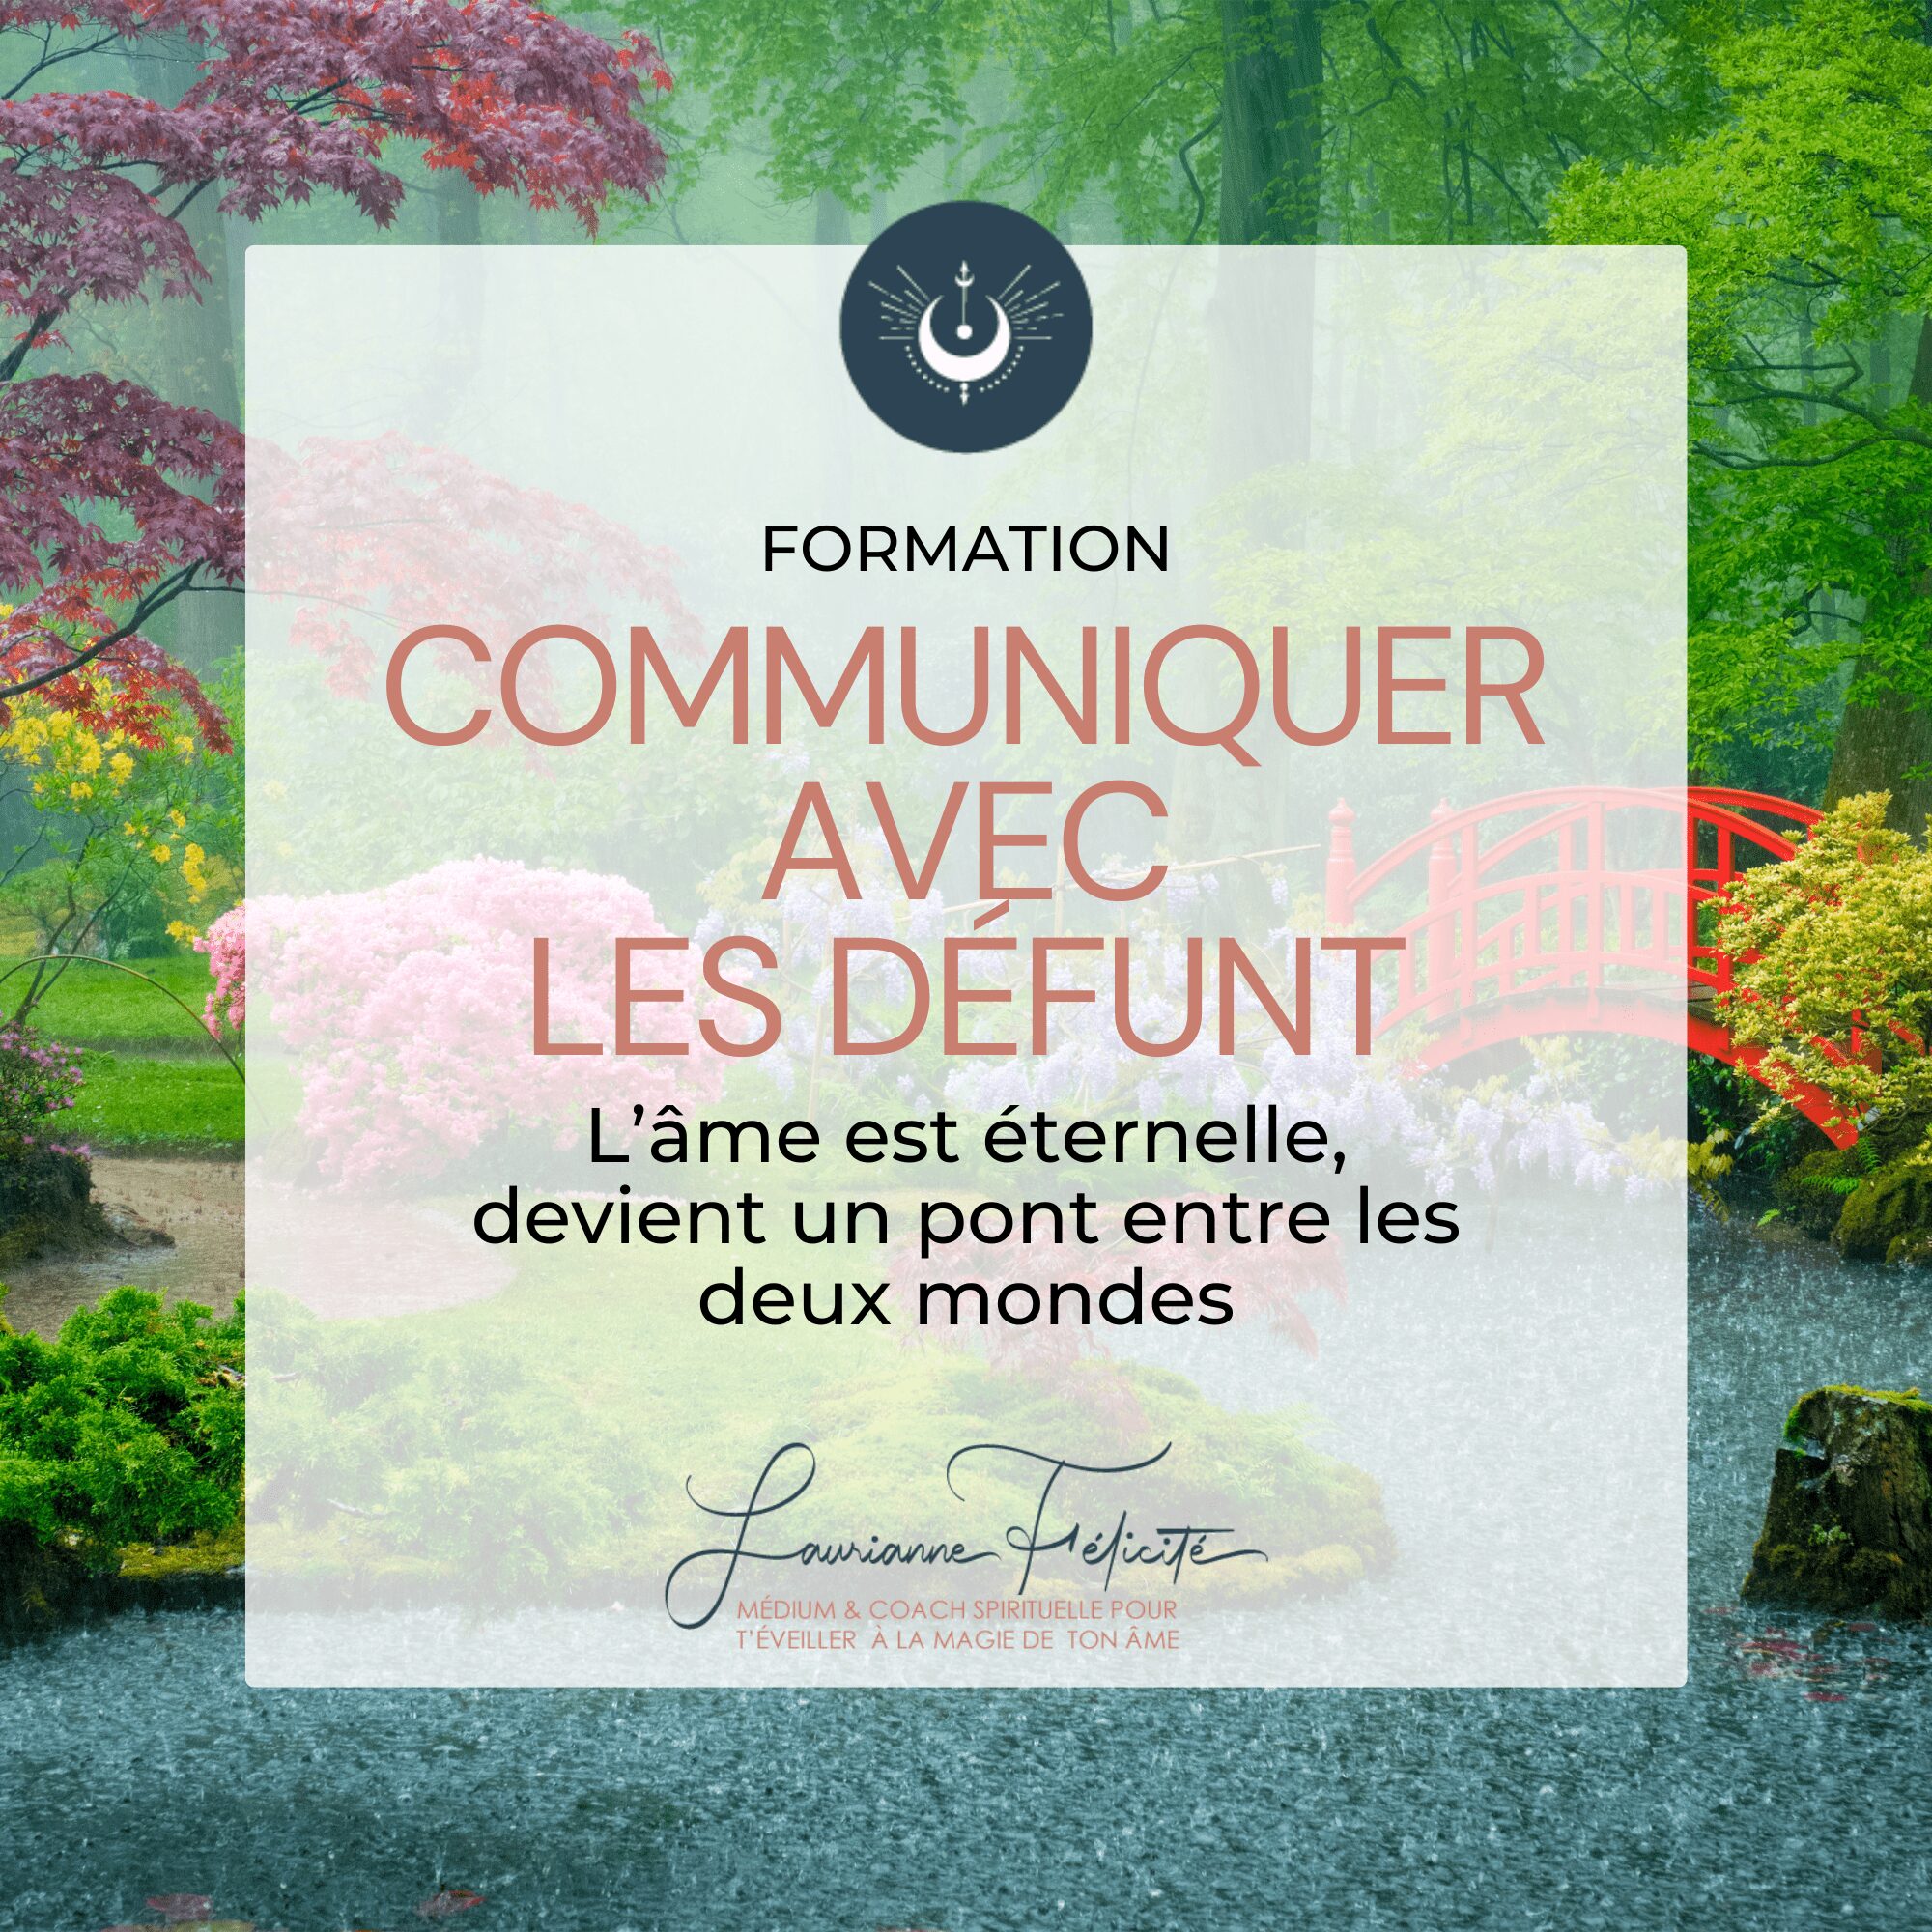 FORMATION
COMMUNIQUER
AVEC
LES DÉFUNT
L’âme est éternelle,
devient un pont entre les
deux mondes
Laurianne Félicité
MÉDIUM & COACH SPIRITUELLE POUR
T’ÉVEILLER À LA MAGIE DE TON ÂME